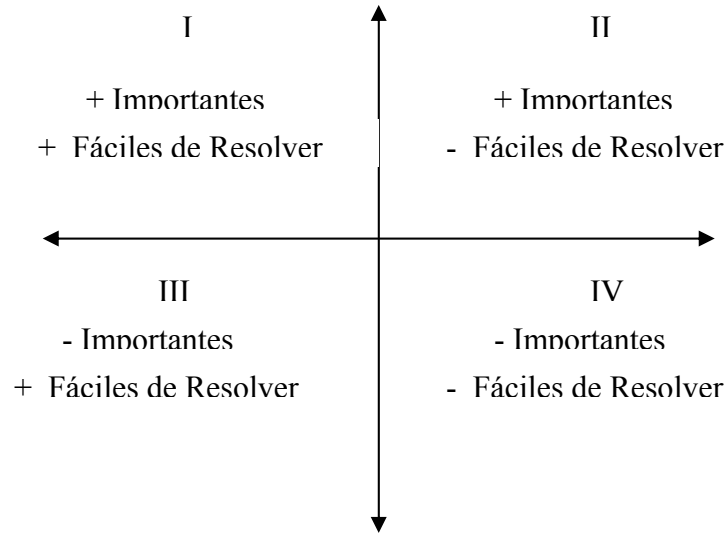 I
+ Importantes
+ Fáciles de Resolver
II
+ Importantes
- Fáciles de Resolver
III
- Importantes
+ Fáciles de Resolver
IV
- Importantes
- Fáciles de Resolver